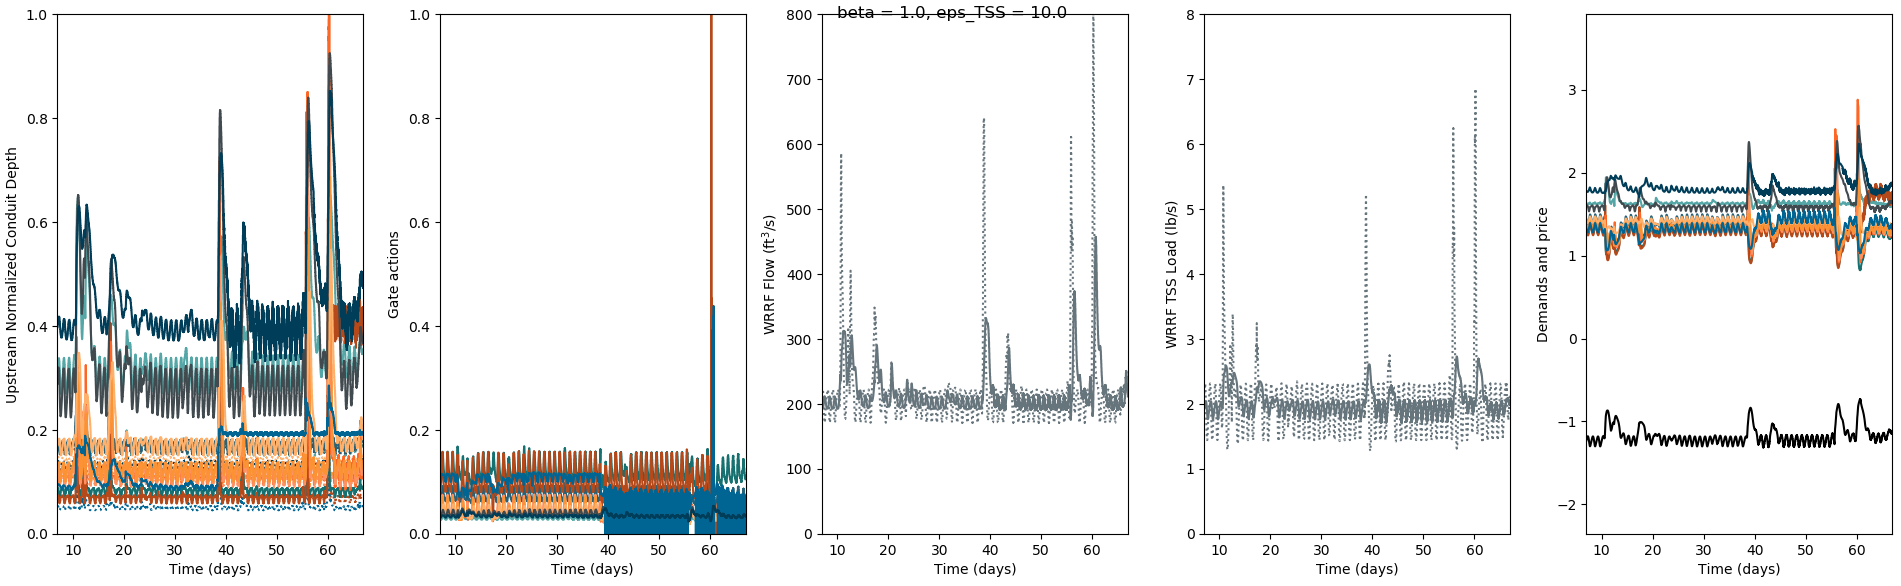 beta = 1.0, eps_TSS = 10.0
Upstream Normalized Conduit Depth
1.0
0.8
0.6
0.4
0.2
0.0
10 20 30 40 50 60
Time (days)
Gate actions
1.0
0.8
0.6
0.4
0.2
0.0
10 20 30 40 50 60
Time (days)
WRRF Flow (ft³/s)
800
700
600
500
400
300
200
100
0
10 20 30 40 50 60
Time (days)
WRRF TSS Load (lb/s)
8
7
6
5
4
3
2
1
0
10 20 30 40 50 60
Time (days)
Demands and price
3
2
1
0
−1
−2
10 20 30 40 50 60
Time (days)